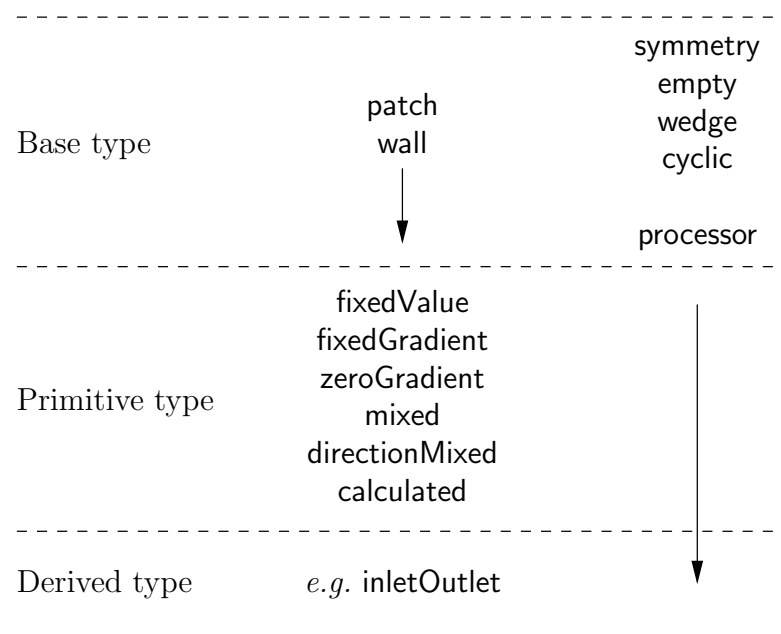 symmetry
empty
patch
wedge
Base type
wall
cyclic
processor
fixedValue
fixedGradient
zeroGradient
Primitive type
mixed
directionMixed
calculated
Derived type
e.g. inletOutlet